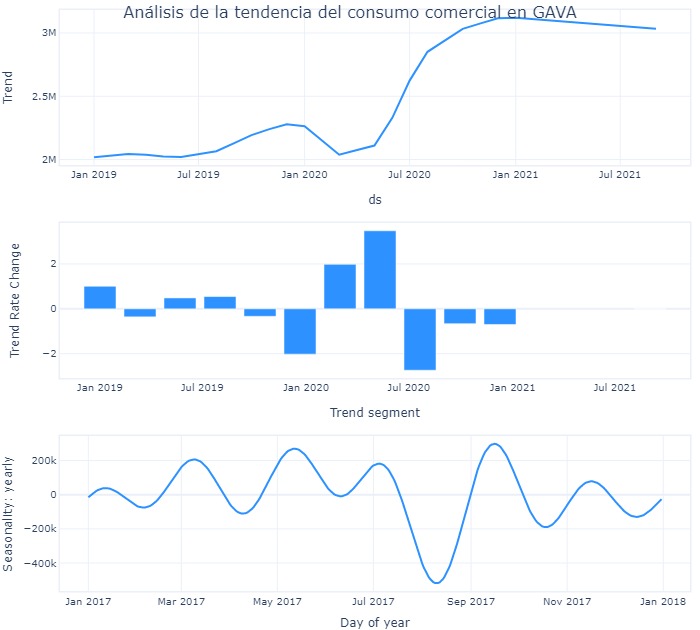 Análisis de la tendencia del consumo comercial en GAVA
3M
2.5M
2M
Trend
Jan 2019 Jul 2019 Jan 2020 Jul 2020 Jan 2021 Jul 2021
ds
2
0
−2
Trend Rate Change
Jan 2019 Jul 2019 Jan 2020 Jul 2020 Jan 2021 Jul 2021
Trend segment
200k
0
−200k
−400k
Seasonality: yearly
Jan 2017 Mar 2017 May 2017 Jul 2017 Sep 2017 Nov 2017 Jan 2018
Day of year